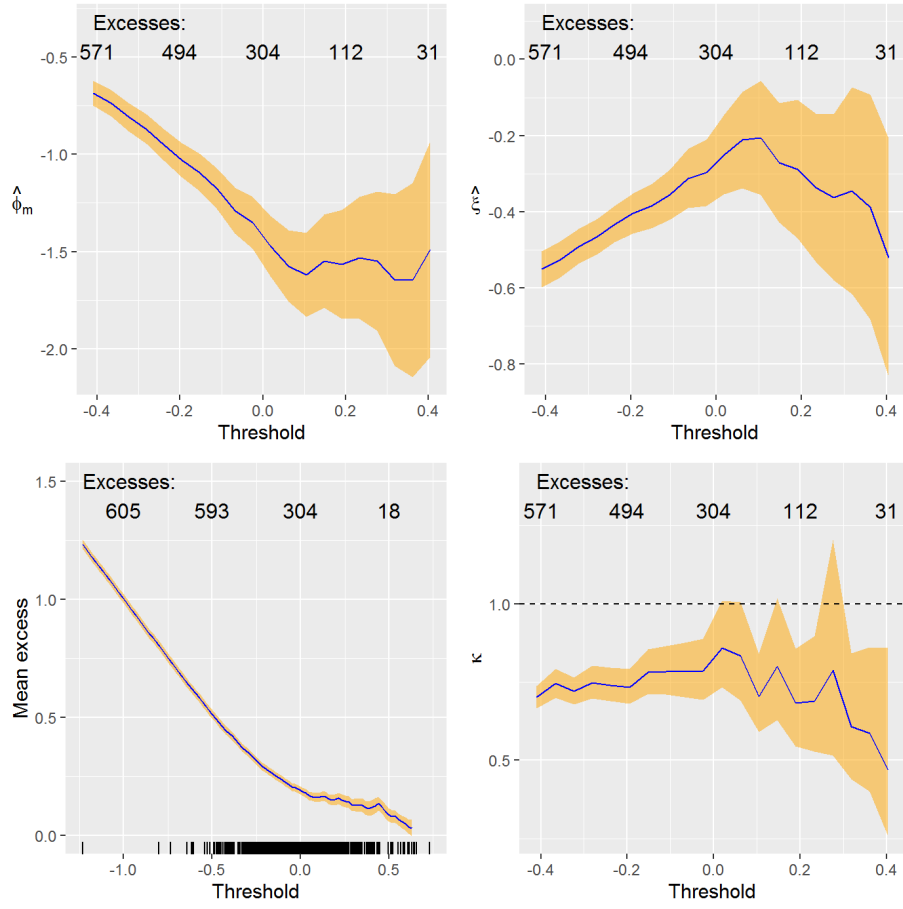 Excesses:
571 494 304 112 31
-0.5
-1.0
-1.5
-2.0
ϕ̂m
-0.4 -0.2 0.0 0.2 0.4
Threshold
Excesses:
571 494 304 112 31
0.0
-0.2
-0.4
-0.6
-0.8
ξ̂
-0.4 -0.2 0.0 0.2 0.4
Threshold
Excesses:
605 593 304 18
1.5
1.0
0.5
0.0
Mean excess
-1.0 -0.5 0.0 0.5
Threshold
Excesses:
571 494 304 112 31
1.0
0.5
κ
-0.4 -0.2 0.0 0.2 0.4
Threshold